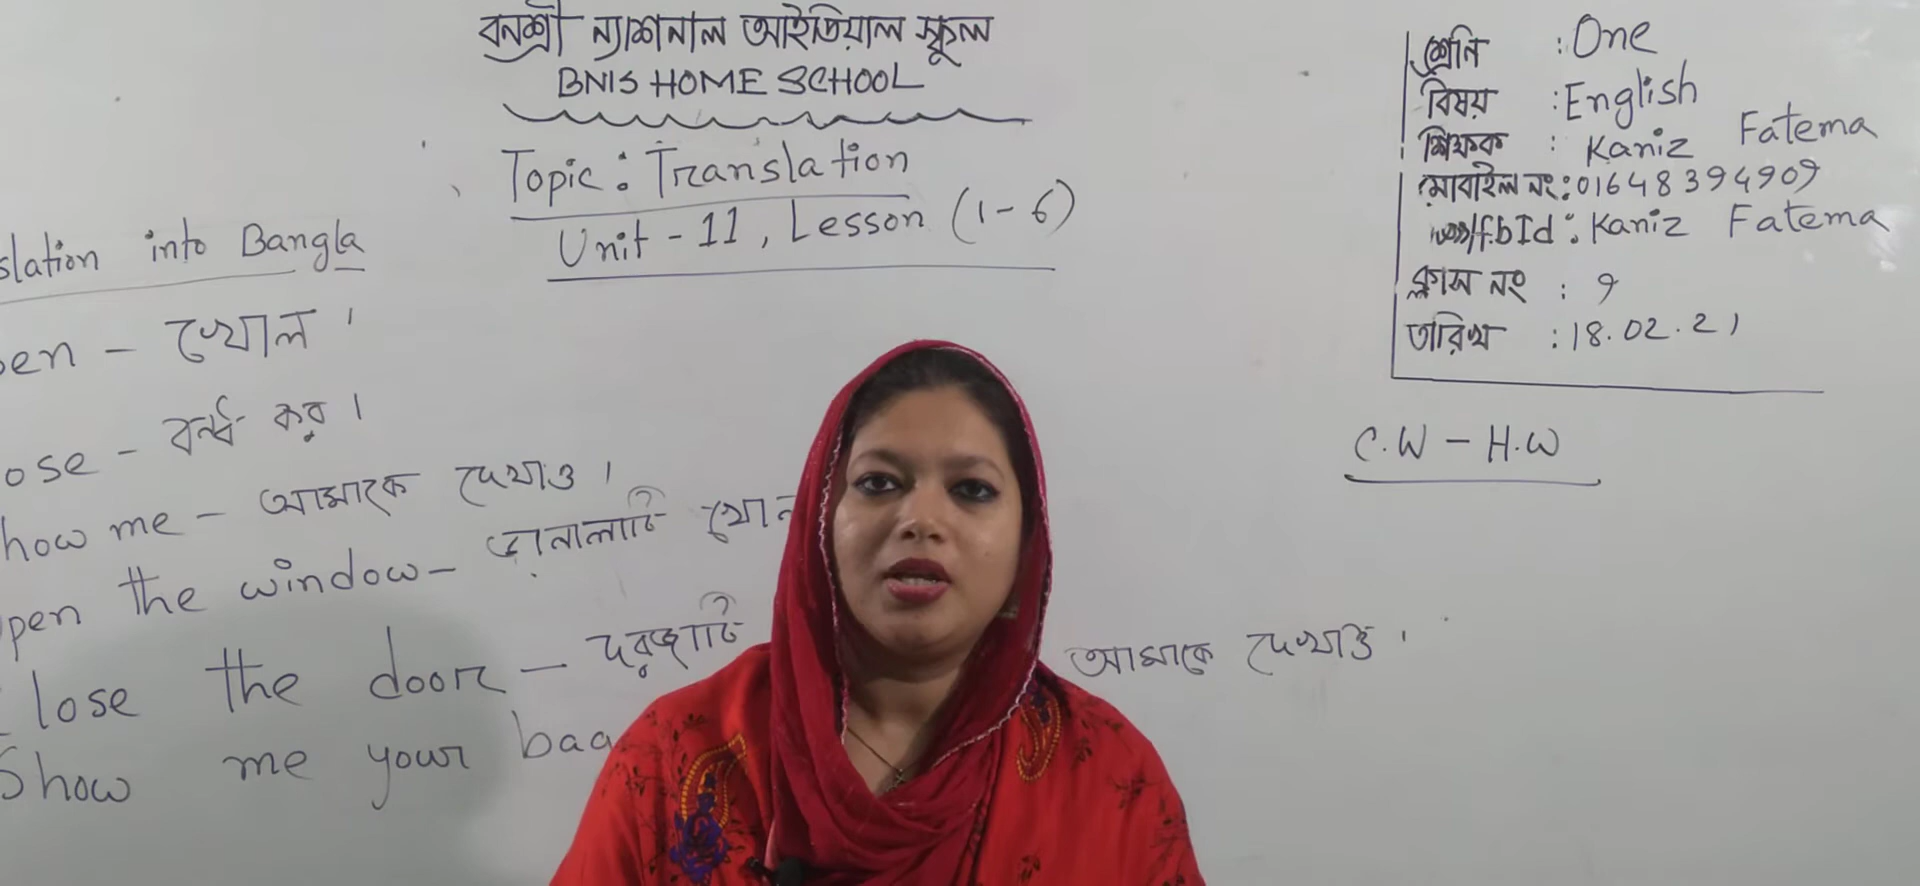 বনশ্রী ন্যাশনাল আইডিয়াল স্কুল
BNIS HOME SCHOOL
Topic: Translation
Unit - 11, Lesson (1-6)
শ্রেনি : One
বিষয় : English
শিক্ষক : Kaniz Fatema
মোবাইল নং: 01648394909
f.b Id: Kaniz Fatema
ক্লাস নং : ৭
তারিখ : 18.02.21
C.W - H.W
slation into Bangla
pen - খোল।
ose - বন্ধ কর।
how me - আমাকে দেখাও।
pen the window - জানালাটি খোল
lose the door - দরজাটি
Show me your bag আমাকে দেখাও।